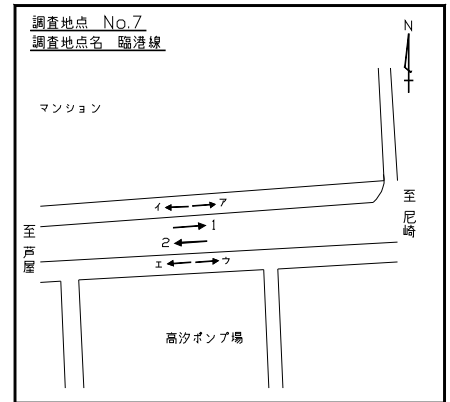 調査地点 No.7
調査地点名 臨港線
N
マンション
至 尼崎
イ ア
1
2
至 芦屋
エ ウ
高汐ポンプ場